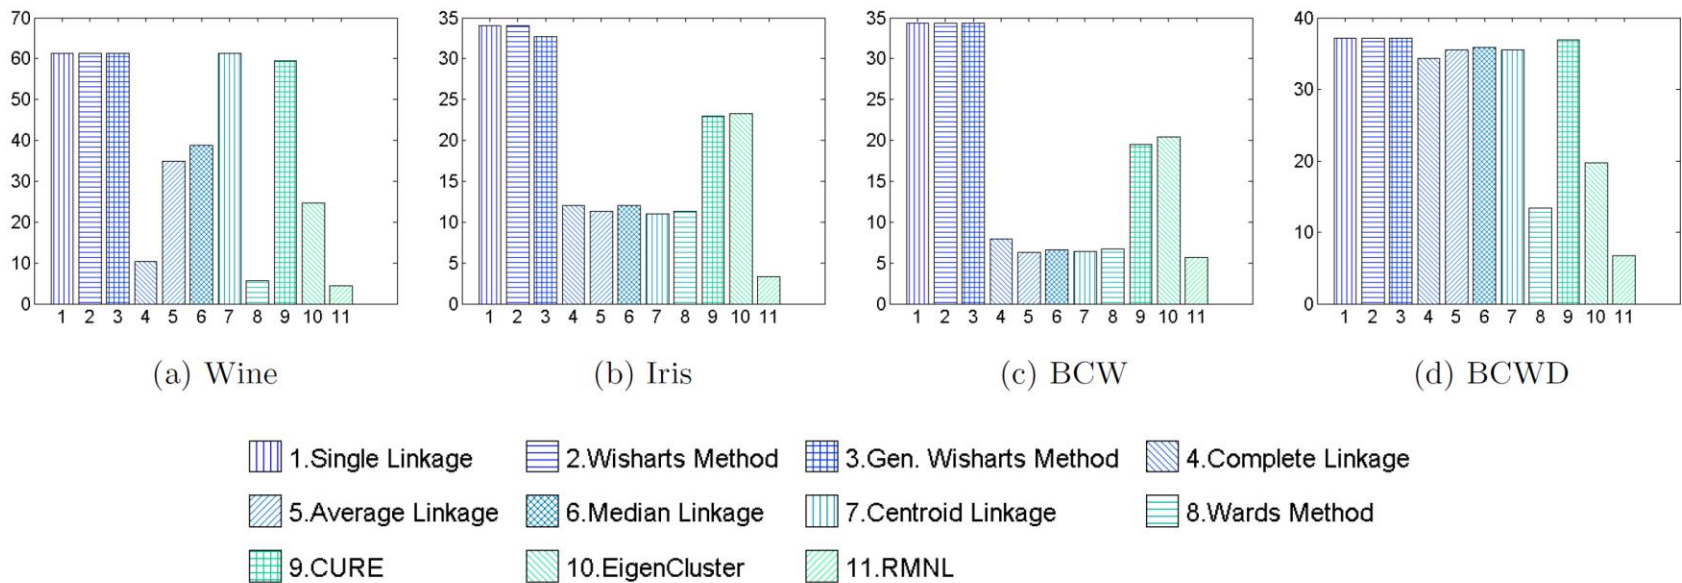 70
60
50
40
30
20
10
0
1 2 3 4 5 6 7 8 9 10 11
(a) Wine
35
30
25
20
15
10
5
0
1 2 3 4 5 6 7 8 9 10 11
(b) Iris
35
30
25
20
15
10
5
0
1 2 3 4 5 6 7 8 9 10 11
(c) BCW
40
30
20
10
0
1 2 3 4 5 6 7 8 9 10 11
(d) BCWD
1.Single Linkage 2.Wisharts Method 3.Gen. Wisharts Method 4.Complete Linkage
5.Average Linkage 6.Median Linkage 7.Centroid Linkage 8.Wards Method
9.CURE 10.EigenCluster 11.RMNL